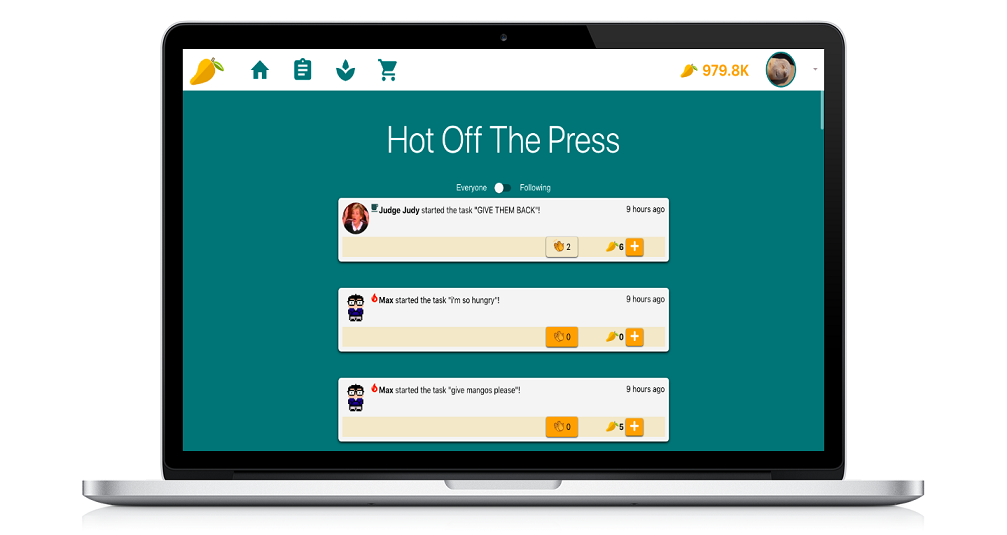 979.8K
Hot Off The Press
Everyone Following
Judge Judy started the task "GIVE THEM BACK"! 9 hours ago
2 6 +
Max started the task "i'm so hungry"! 9 hours ago
0 0 +
Max started the task "give mangos please"! 9 hours ago
0 5 +